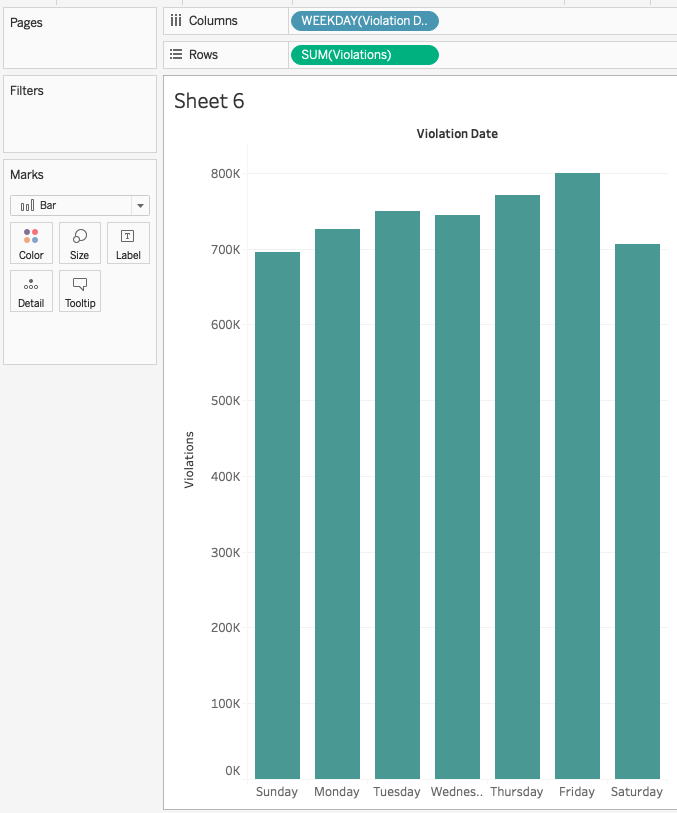 Pages
Columns
WEEKDAY(Violation D..
Rows
SUM(Violations)
Filters
Sheet 6
Marks
Bar
Color
Size
T
Label
Detail
Tooltip
Violation Date
800K
700K
600K
500K
400K
300K
200K
100K
0K
Violations
Sunday Monday Tuesday Wednes.. Thursday Friday Saturday